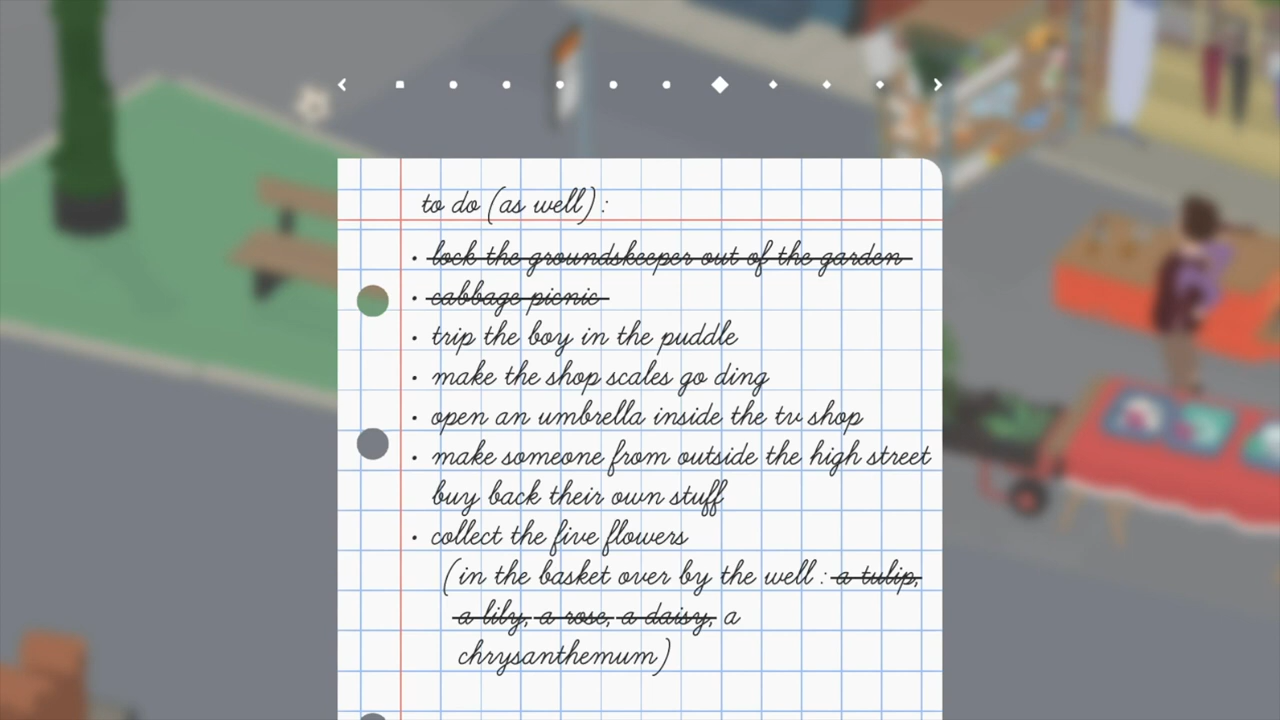 to do (as well) :
• lock the groundskeeper out of the garden
• cabbage picnic
• trip the boy in the puddle
• make the shop scales go ding
• open an umbrella inside the tv shop
• make someone from outside the high street
buy back their own stuff
• collect the five flowers
(in the basket over by the well : a tulip,
a lily, a rose, a daisy, a
chrysanthemum)